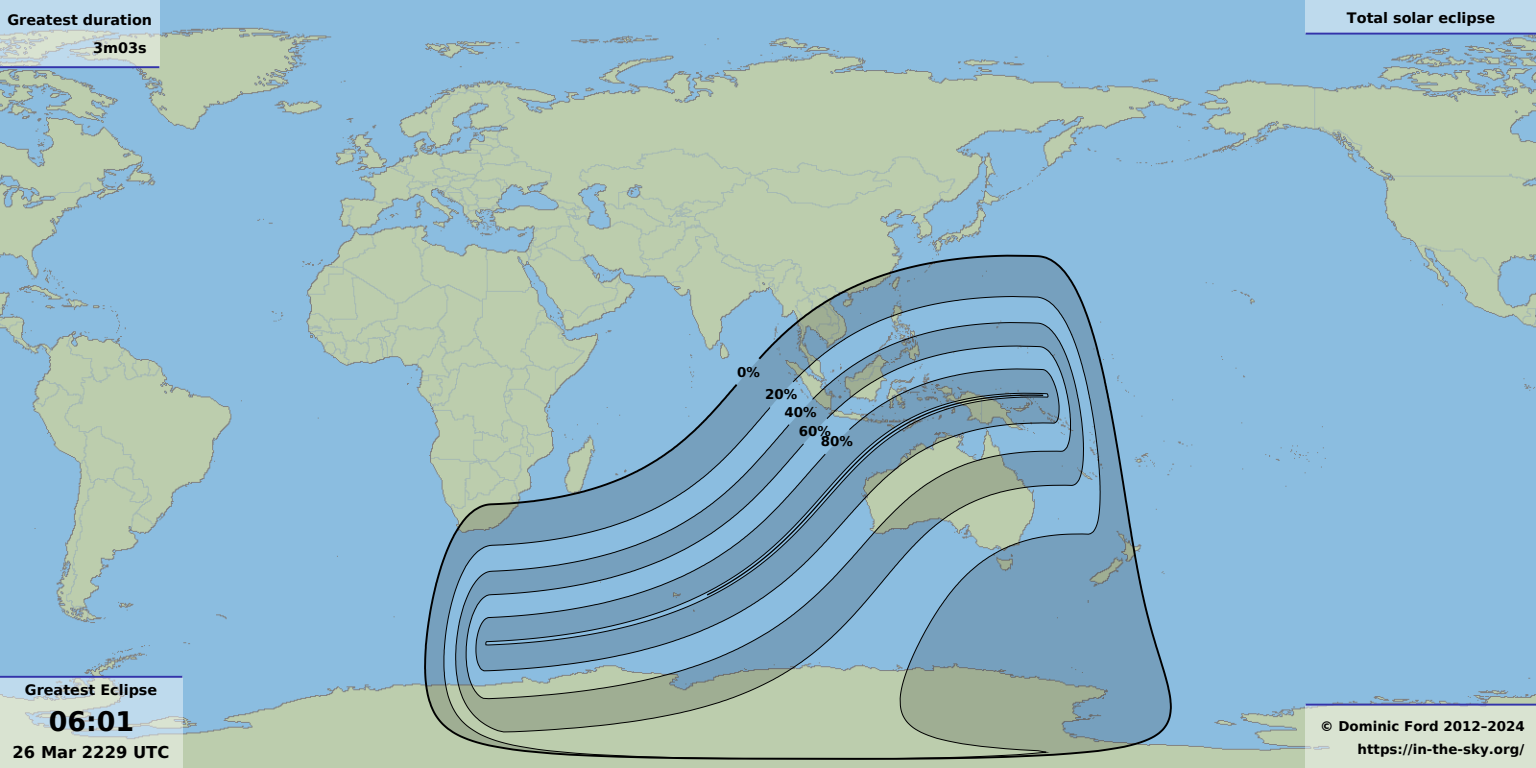 Greatest duration
3m03s
Total solar eclipse
0%
20%
40%
60%
80%
Greatest Eclipse
06:01
26 Mar 2229 UTC
© Dominic Ford 2012–2024
https://in-the-sky.org/